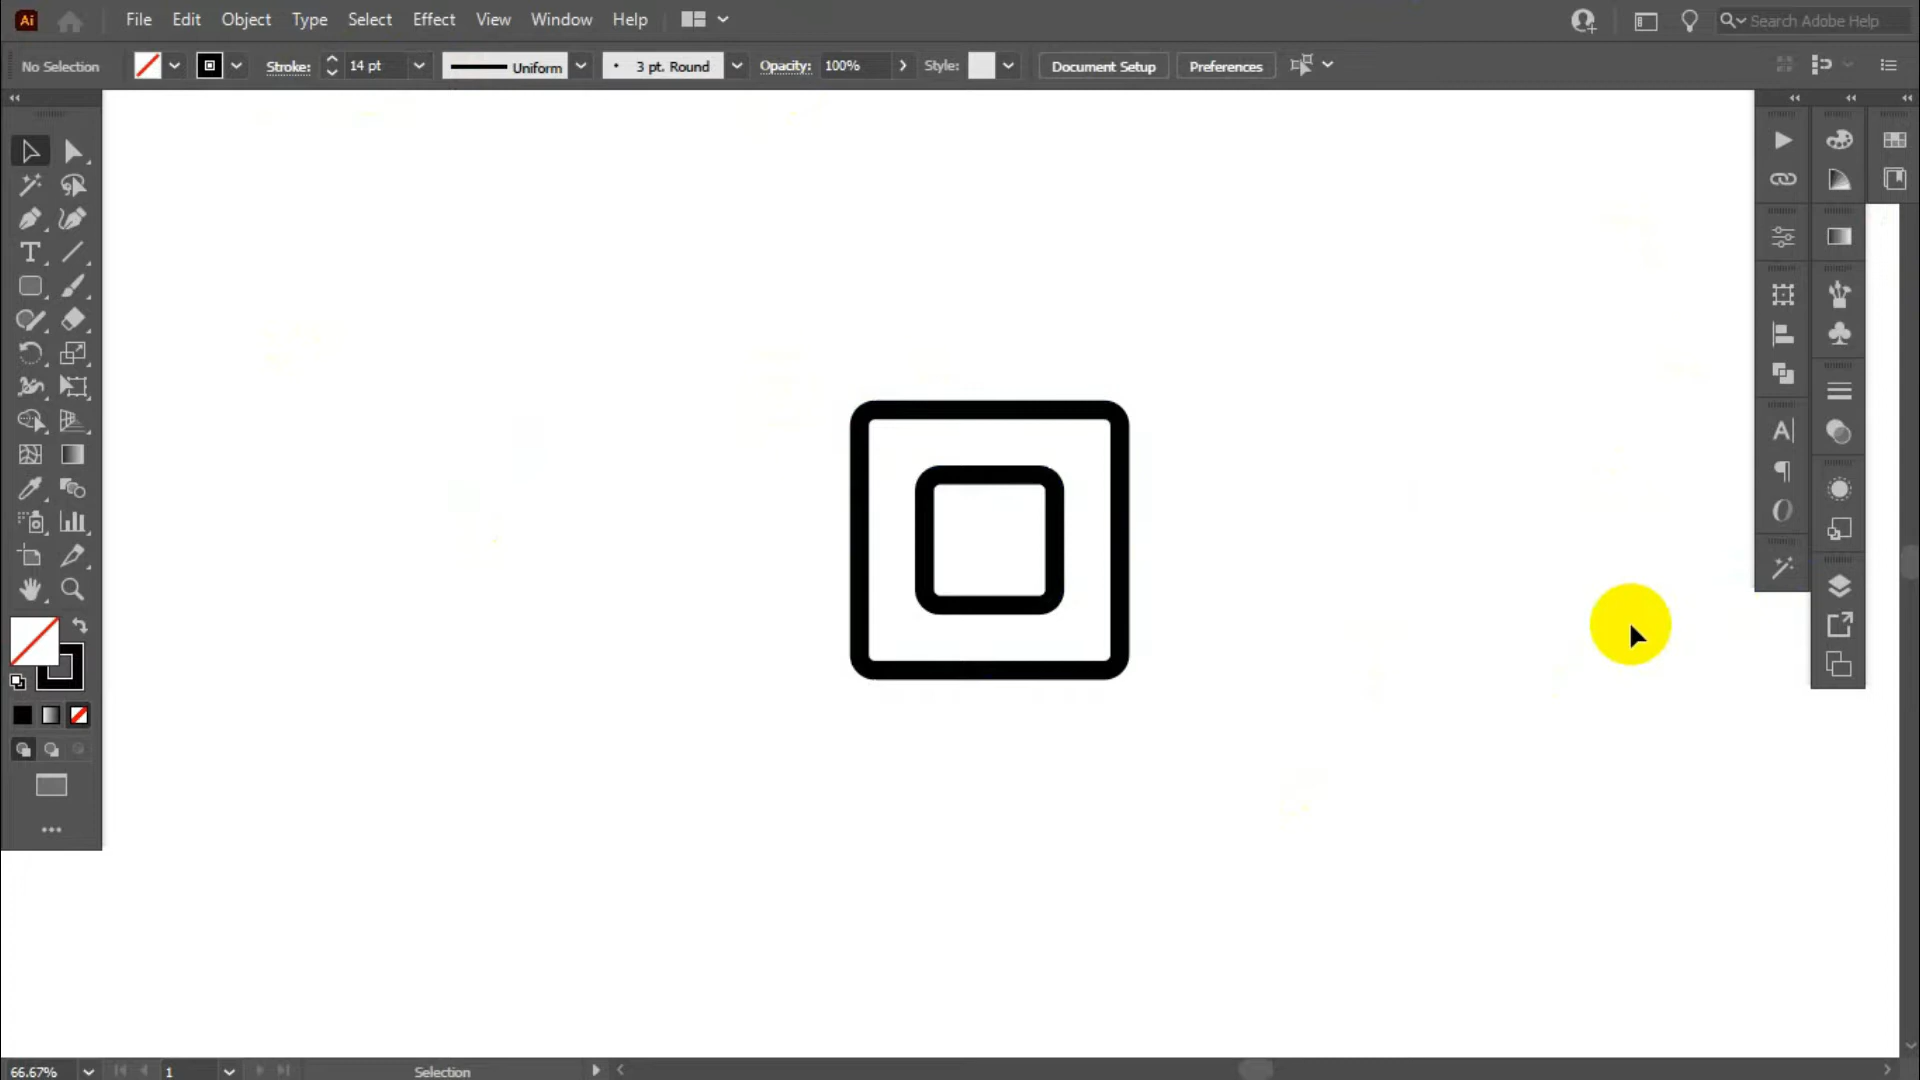 Ai File Edit Object Type Select Effect View Window Help Search Adobe Help
No Selection Stroke: 14 pt Uniform 3 pt. Round Opacity: 100% Style: Document Setup Preferences
66.67% 1 Selection